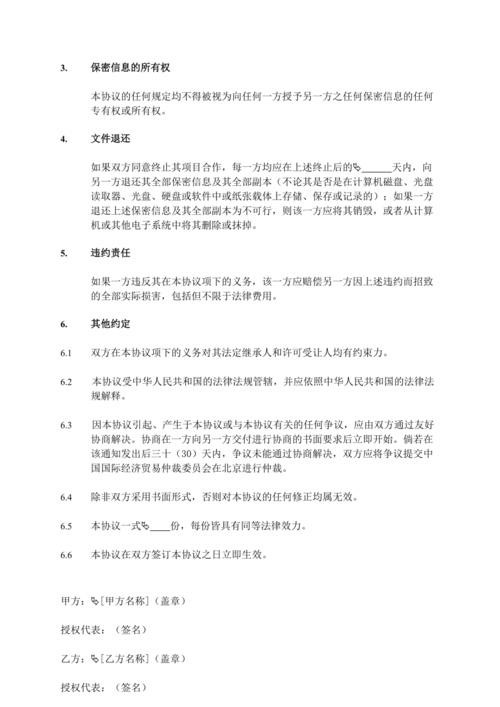 3. 保密信息的所有权
本协议的任何规定均不得被视为向任何一方授予另一方之任何保密信息的任何
专有权或所有权。
4. 文件退还
如果双方同意终止其项目合作，每一方均应在上述终止后的✎______天内，向
另一方退还其全部保密信息及其全部副本（不论其是否是在计算机磁盘、光盘
读取器、光盘、硬盘或软件中或纸张载体上存储、保存或记录的）；如果一方
退还上述保密信息及其全部副本为不可行，则该一方应将其销毁，或者从计算
机或其他电子系统中将其删除或抹掉。
5. 违约责任
如果一方违反其在本协议项下的义务，该一方应赔偿另一方因上述违约而招致
的全部实际损害，包括但不限于法律费用。
6. 其他约定
6.1 双方在本协议项下的义务对其法定继承人和许可受让人均有约束力。
6.2 本协议受中华人民共和国的法律法规管辖，并应依照中华人民共和国的法律法
规解释。
6.3 因本协议引起、产生于本协议或与本协议有关的任何争议，应由双方通过友好
协商解决。协商在一方向另一方交付进行协商的书面要求后立即开始。倘若在
该通知发出后三十（30）天内，争议未能通过协商解决，双方应将争议提交中
国国际经济贸易仲裁委员会在北京进行仲裁。
6.4 除非双方采用书面形式，否则对本协议的任何修正均属无效。
6.5 本协议一式✎____份，每份皆具有同等法律效力。
6.6 本协议在双方签订本协议之日立即生效。
甲方：✎[甲方名称]（盖章）
授权代表：（签名）
乙方：✎[乙方名称]（盖章）
授权代表：（签名）